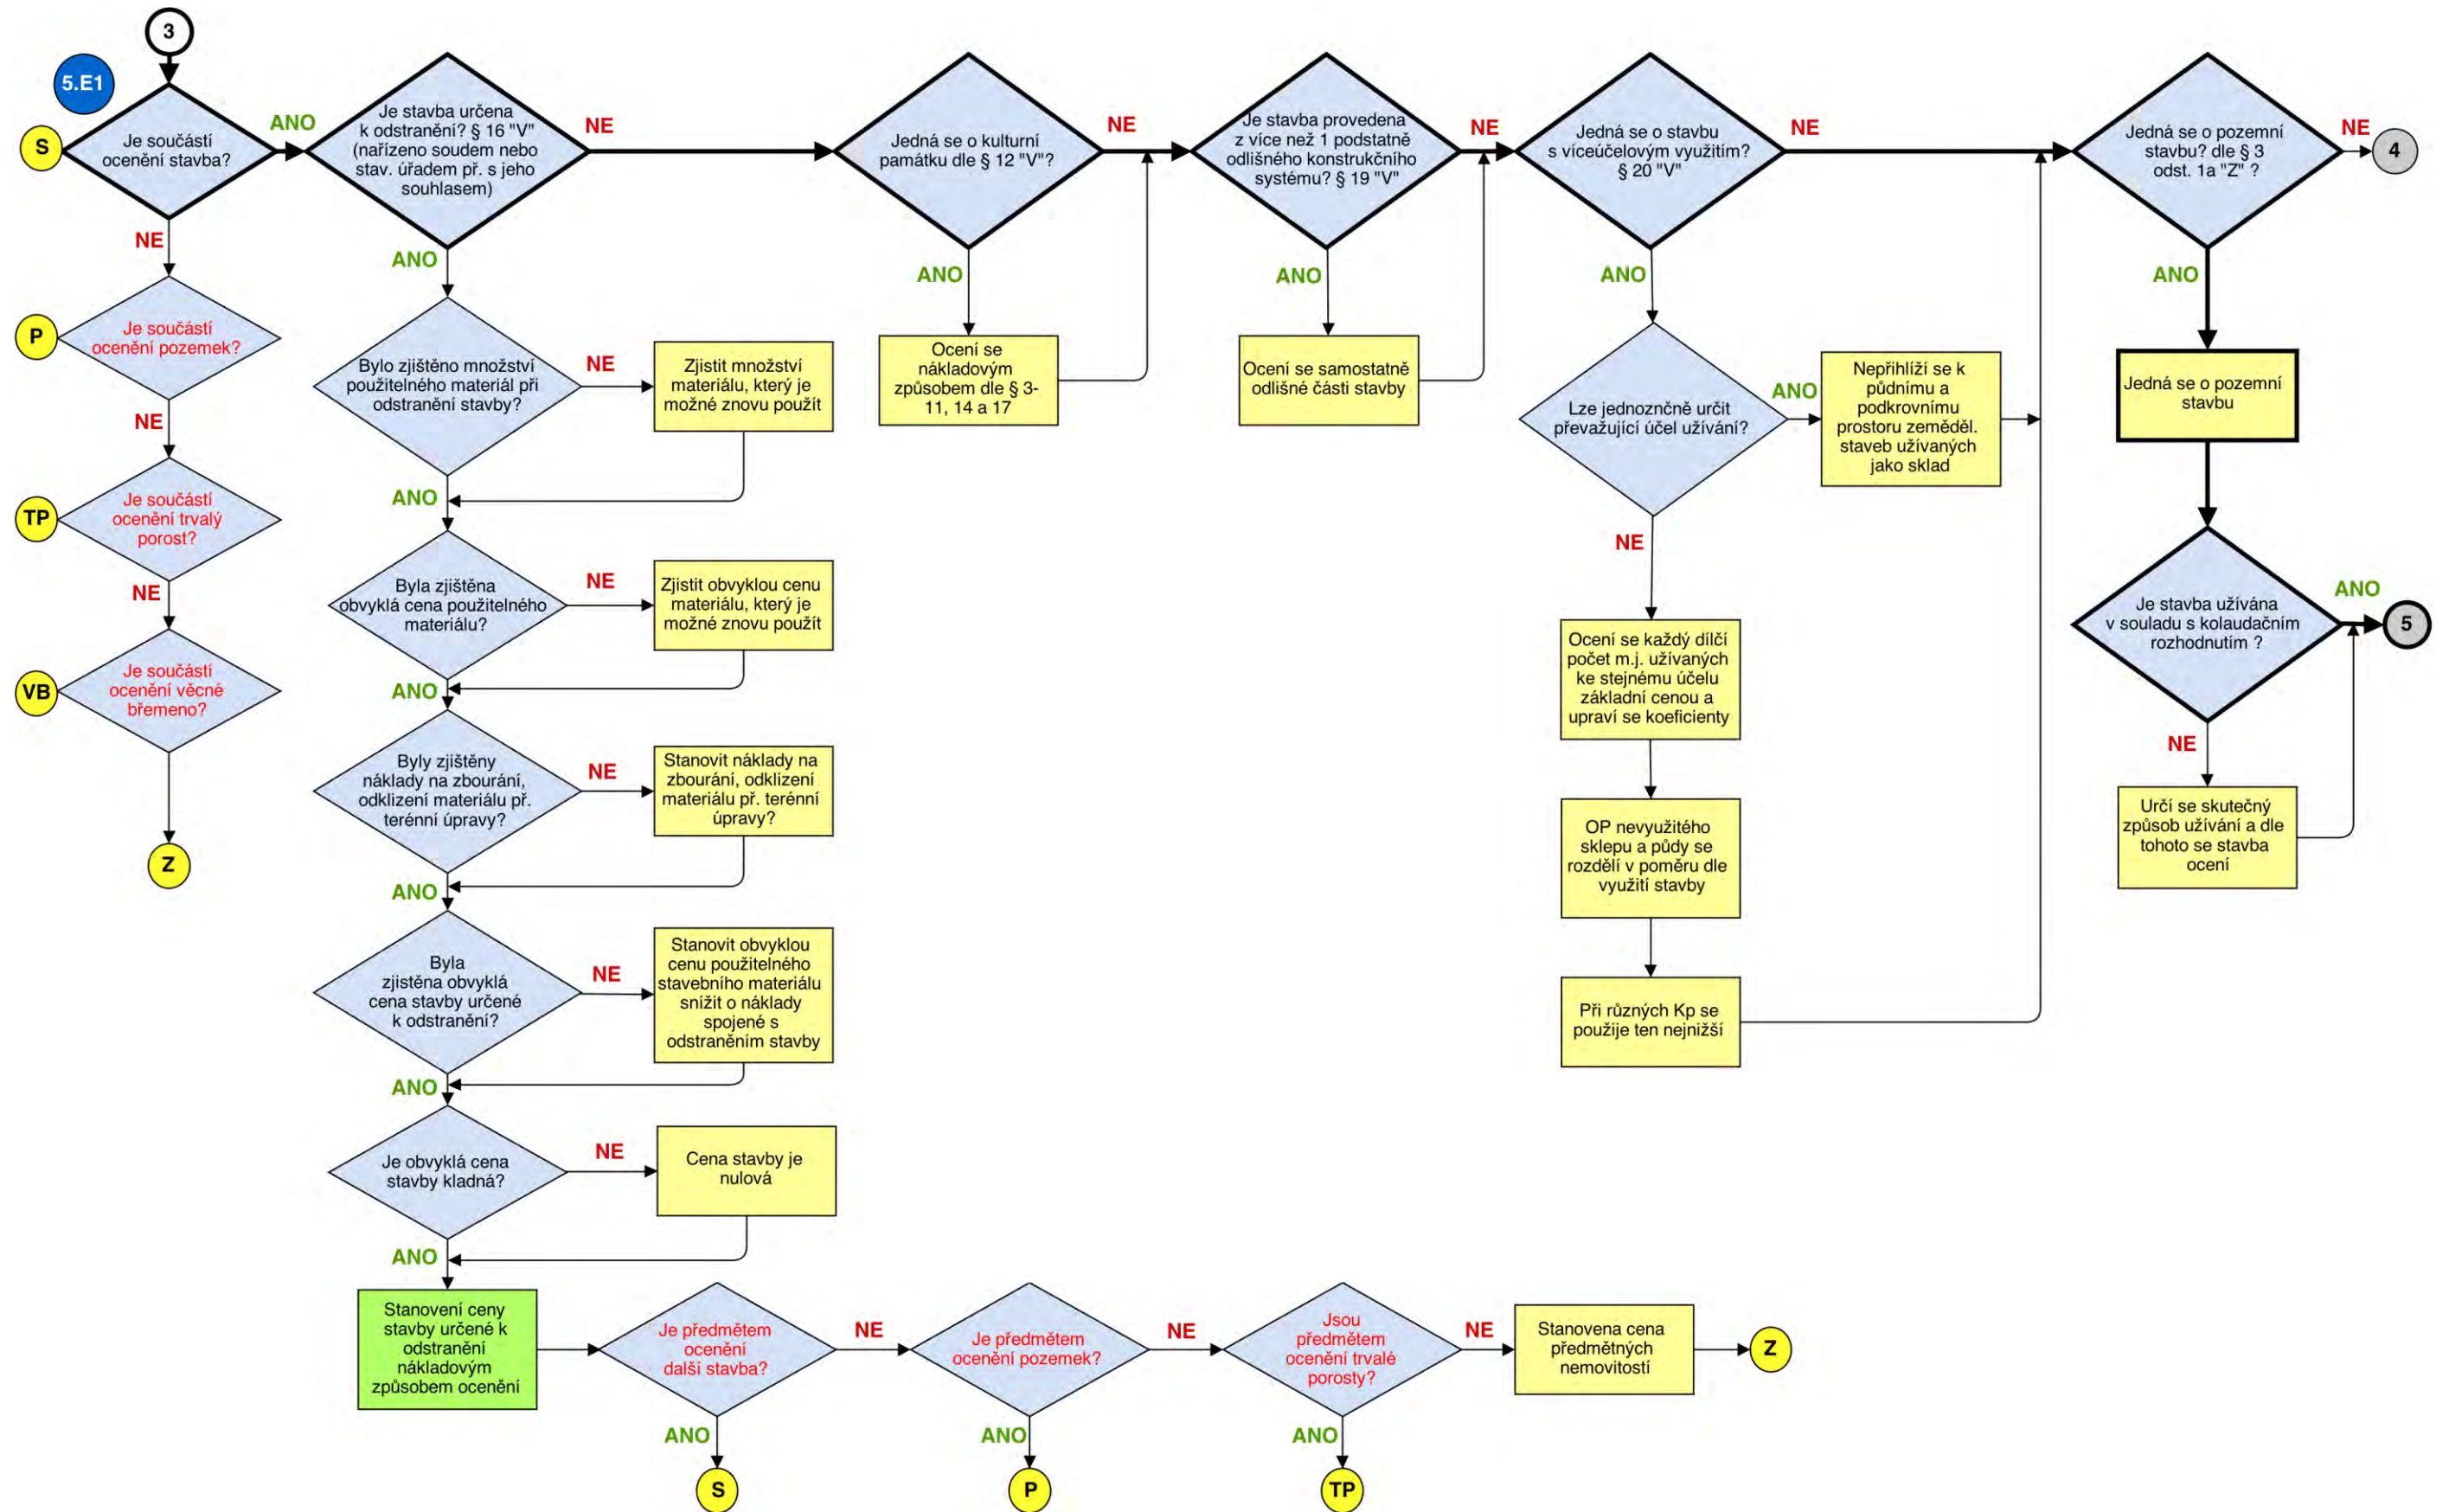 3
5.E1
S
Je součástí
ocenění stavba?
ANO
Je stavba určena
k odstranění? § 16 "V"
(nařízeno soudem nebo
stav. úřadem př. s jeho
souhlasem)
NE
Jedná se o kulturní
památku dle § 12 "V"?
NE
Je stavba provedena
z více než 1 podstatně
odlišného konstrukčního
systému? § 19 "V"
NE
Jedná se o stavbu
s víceúčelovým využitím?
§ 20 "V"
NE
Jedná se o pozemní
stavbu? dle § 3
odst. 1a "Z" ?
NE
4
NE
P
Je součástí
ocenění pozemek?
NE
TP
Je součástí
ocenění trvalý
porost?
NE
VB
Je součástí
ocenění věcné
břemeno?
Z
ANO
Bylo zjištěno množství
použitelného materiál při
odstranění stavby?
NE
Zjistit množství
materiálu, který je
možné znovu použít
ANO
Byla zjištěna
obvyklá cena použitelného
materiálu?
NE
Zjistit obvyklou cenu
materiálu, který je
možné znovu použít
ANO
Byly zjištěny
náklady na zbourání,
odklizení materiálu př.
terénní úpravy?
NE
Stanovit náklady na
zbourání, odklizení
materiálu př. terénní
úpravy?
ANO
Byla
zjistěna obvyklá
cena stavby určené
k odstranění?
NE
Stanovit obvyklou
cenu použitelného
stavebního materiálu
snížit o náklady
spojené s
odstraněním stavby
ANO
Je obvyklá cena
stavby kladná?
NE
Cena stavby je
nulová
ANO
Stanovení ceny
stavby určené k
odstranění
nákladovým
způsobem ocenění
Je předmětem
ocenění
další stavba?
NE
Je předmětem
ocenění pozemek?
NE
Jsou
předmětem
ocenění trvalé
porosty?
NE
Stanovena cena
předmětných
nemovitostí
Z
ANO
S
ANO
P
ANO
TP
ANO
Ocení se
nákladovým
způsobem dle § 3-
11, 14 a 17
ANO
Ocení se samostatně
odlišné části stavby
ANO
Lze jednoznčně určit
převažující účel užívání?
ANO
Nepřihlíží se k
půdnímu a
podkrovnímu
prostoru zeměděl.
staveb užívaných
jako sklad
NE
Ocení se každý dílčí
počet m.j. užívaných
ke stejnému účelu
základní cenou a
upraví se koeficienty
OP nevyužitého
sklepu a půdy se
rozdělí v poměru dle
využití stavby
Při různých Kp se
použije ten nejnižší
ANO
Jedná se o pozemní
stavbu
Je stavba užívána
v souladu s kolaudačním
rozhodnutím ?
ANO
5
NE
Určí se skutečný
způsob užívání a dle
tohoto se stavba
ocení